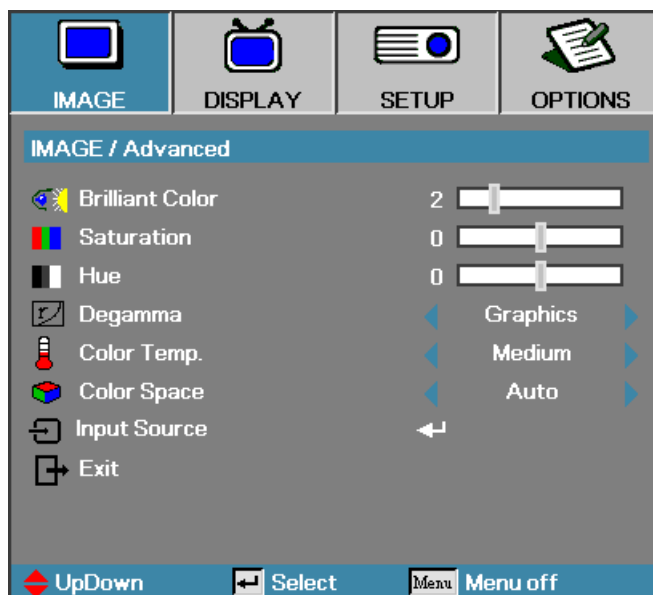 IMAGE DISPLAY SETUP OPTIONS
IMAGE / Advanced
Brilliant Color 2
Saturation 0
Hue 0
Degamma Graphics
Color Temp. Medium
Color Space Auto
Input Source
Exit
UpDown Select Menu Menu off